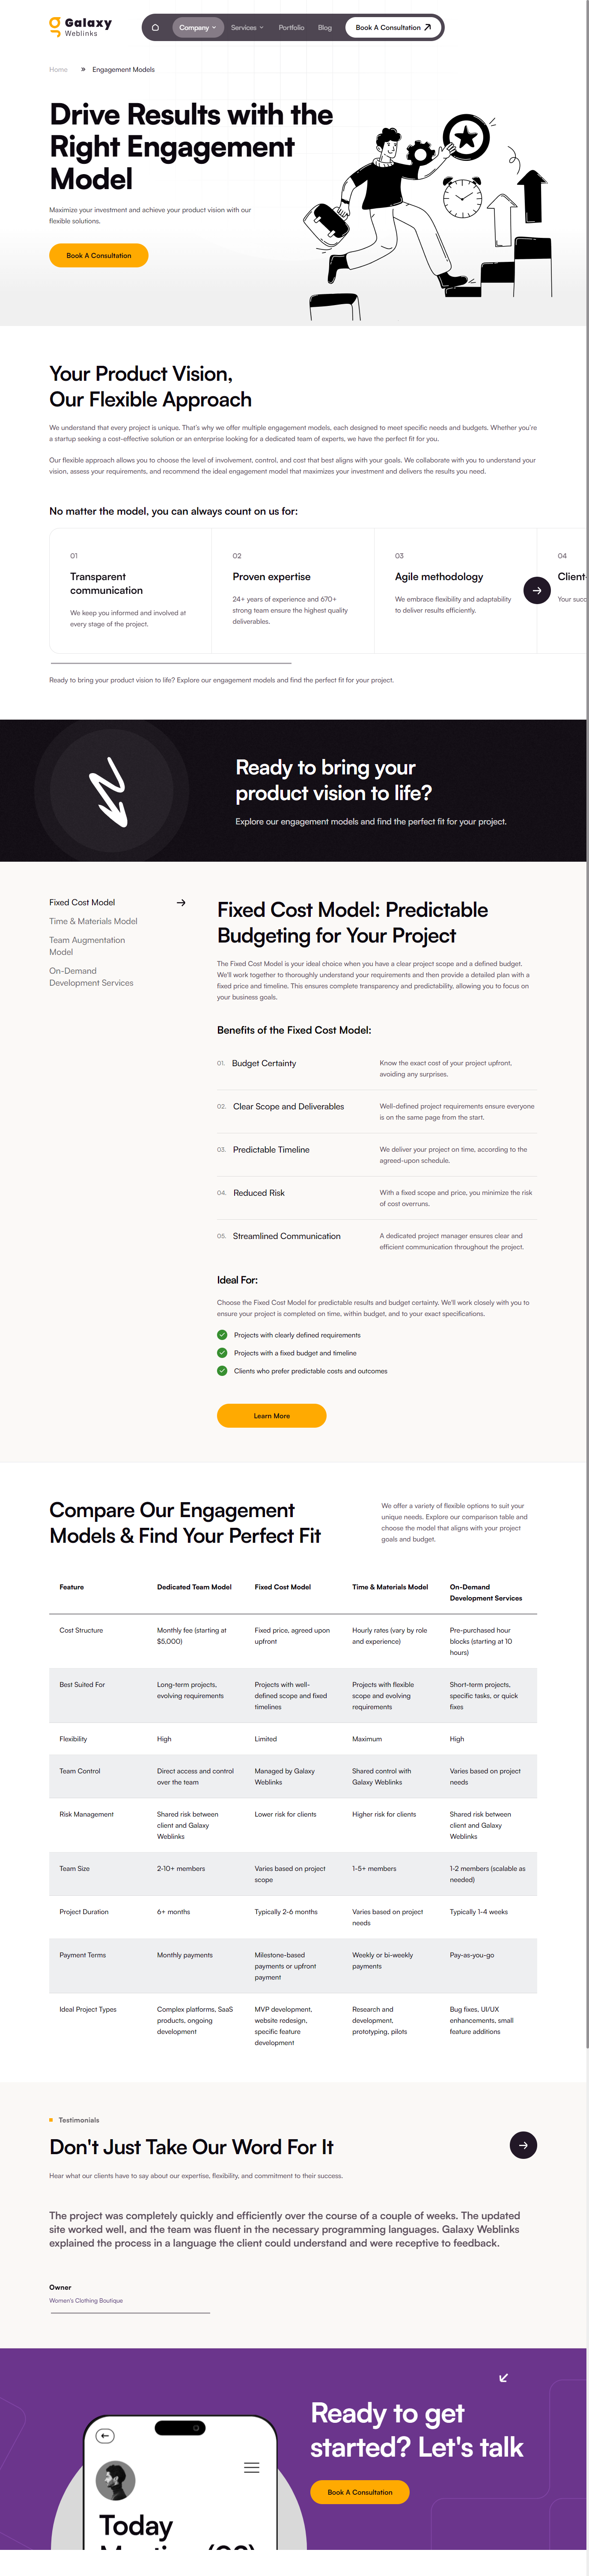 Galaxy
Weblinks
Company
Services
Portfolio
Blog
Book A Consultation
Home
»
Engagement Models
Drive Results with the
Right Engagement
Model
Maximize your investment and achieve your product vision with our
flexible solutions.
Book A Consultation
Your Product Vision,
Our Flexible Approach
We understand that every project is unique. That's why we offer multiple engagement models, each designed to meet specific needs and budgets. Whether you're
a startup seeking a cost-effective solution or an enterprise looking for a dedicated team of experts, we have the perfect fit for you.
Our flexible approach allows you to choose the level of involvement, control, and cost that best aligns with your goals. We collaborate with you to understand your
vision, assess your requirements, and recommend the ideal engagement model that maximizes your investment and delivers the results you need.
No matter the model, you can always count on us for:
01
Transparent
communication
We keep you informed and involved at
every stage of the project.
02
Proven expertise
24+ years of experience and 670+
strong team ensure the highest quality
deliverables.
03
Agile methodology
We embrace flexibility and adaptability
to deliver results efficiently.
04
Client-
Your succ
Ready to bring your product vision to life? Explore our engagement models and find the perfect fit for your project.
Ready to bring your
product vision to life?
Explore our engagement models and find the perfect fit for your project.
Fixed Cost Model
Time & Materials Model
Team Augmentation
Model
On-Demand
Development Services
Fixed Cost Model: Predictable
Budgeting for Your Project
The Fixed Cost Model is your ideal choice when you have a clear project scope and a defined budget.
We'll work together to thoroughly understand your requirements and then provide a detailed plan with a
fixed price and timeline. This ensures complete transparency and predictability, allowing you to focus on
your business goals.
Benefits of the Fixed Cost Model:
01. Budget Certainty
Know the exact cost of your project upfront,
avoiding any surprises.
02. Clear Scope and Deliverables
Well-defined project requirements ensure everyone
is on the same page from the start.
03. Predictable Timeline
We deliver your project on time, according to the
agreed-upon schedule.
04. Reduced Risk
With a fixed scope and price, you minimize the risk
of cost overruns.
05. Streamlined Communication
A dedicated project manager ensures clear and
efficient communication throughout the project.
Ideal For:
Choose the Fixed Cost Model for predictable results and budget certainty. We'll work closely with you to
ensure your project is completed on time, within budget, and to your exact specifications.
Projects with clearly defined requirements
Projects with a fixed budget and timeline
Clients who prefer predictable costs and outcomes
Learn More
Compare Our Engagement
Models & Find Your Perfect Fit
We offer a variety of flexible options to suit your
unique needs. Explore our comparison table and
choose the model that aligns with your project
goals and budget.
Feature
Dedicated Team Model
Fixed Cost Model
Time & Materials Model
On-Demand
Development Services
Cost Structure
Monthly fee (starting at
$5,000)
Fixed price, agreed upon
upfront
Hourly rates (vary by role
and experience)
Pre-purchased hour
blocks (starting at 10
hours)
Best Suited For
Long-term projects,
evolving requirements
Projects with well-
defined scope and fixed
timelines
Projects with flexible
scope and evolving
requirements
Short-term projects,
specific tasks, or quick
fixes
Flexibility
High
Limited
Maximum
High
Team Control
Direct access and control
over the team
Managed by Galaxy
Weblinks
Shared control with
Galaxy Weblinks
Varies based on project
needs
Risk Management
Shared risk between
client and Galaxy
Weblinks
Lower risk for clients
Higher risk for clients
Shared risk between
client and Galaxy
Weblinks
Team Size
2-10+ members
Varies based on project
scope
1-5+ members
1-2 members (scalable as
needed)
Project Duration
6+ months
Typically 2-6 months
Varies based on project
needs
Typically 1-4 weeks
Payment Terms
Monthly payments
Milestone-based
payments or upfront
payment
Weekly or bi-weekly
payments
Pay-as-you-go
Ideal Project Types
Complex platforms, SaaS
products, ongoing
development
MVP development,
website redesign,
specific feature
development
Research and
development,
prototyping, pilots
Bug fixes, UI/UX
enhancements, small
feature additions
Testimonials
Don't Just Take Our Word For It
Hear what our clients have to say about our expertise, flexibility, and commitment to their success.
The project was completely quickly and efficiently over the course of a couple of weeks. The updated
site worked well, and the team was fluent in the necessary programming languages. Galaxy Weblinks
explained the process in a language the client could understand and were receptive to feedback.
Owner
Women's Clothing Boutique
Ready to get
started? Let's talk
Book A Consultation
Today